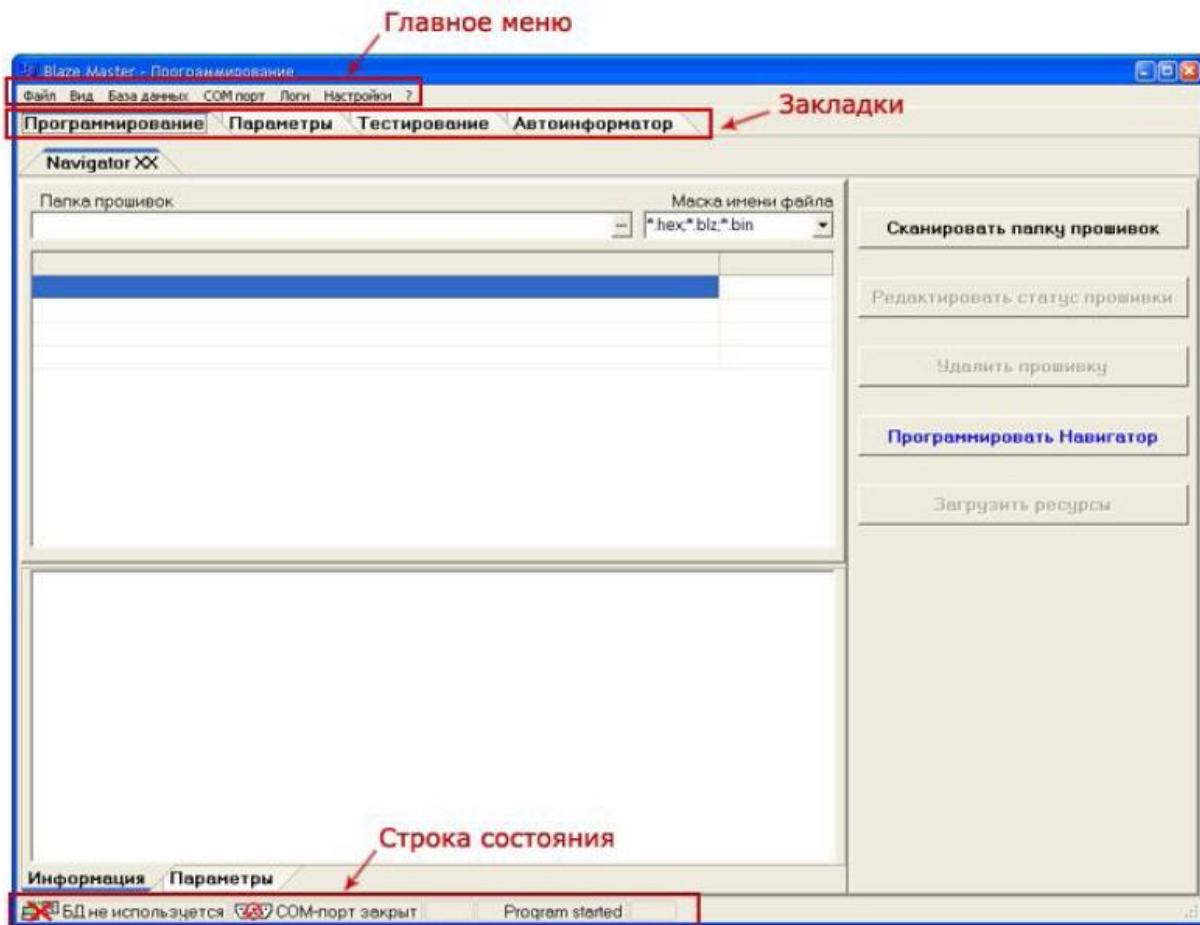 Главное меню
Blaze Master - Программирование
Файл Вид База данных COM порт Логи Настройки ?
Закладки
Программирование Параметры Тестирование Автоинформатор
Navigator XX
Папка прошивок Маска имени файла
... *.hex;*.blz;*.bin
Сканировать папку прошивок
Редактировать статус прошивки
Удалить прошивку
Программировать Навигатор
Загрузить ресурсы
Строка состояния
Информация Параметры
БД не используется COM-порт закрыт Program started